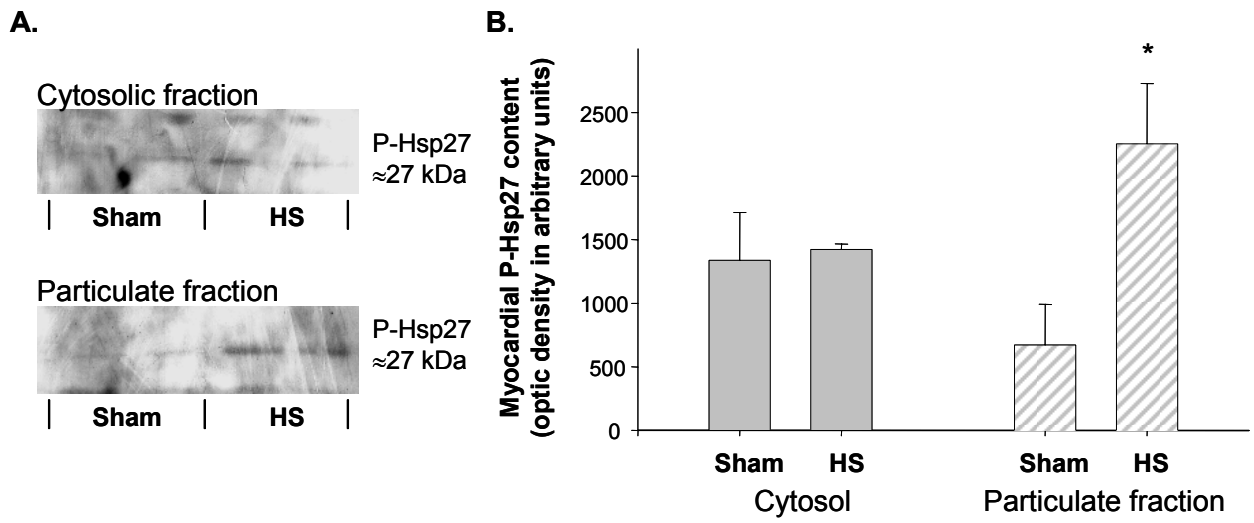 A.
Cytosolic fraction
P-Hsp27
≈27 kDa
| Sham | HS |
Particulate fraction
P-Hsp27
≈27 kDa
| Sham | HS |
B.
Myocardial P-Hsp27 content
(optic density in arbitrary units)
2500
2000
1500
1000
500
0
*
Sham HS Sham HS
Cytosol Particulate fraction